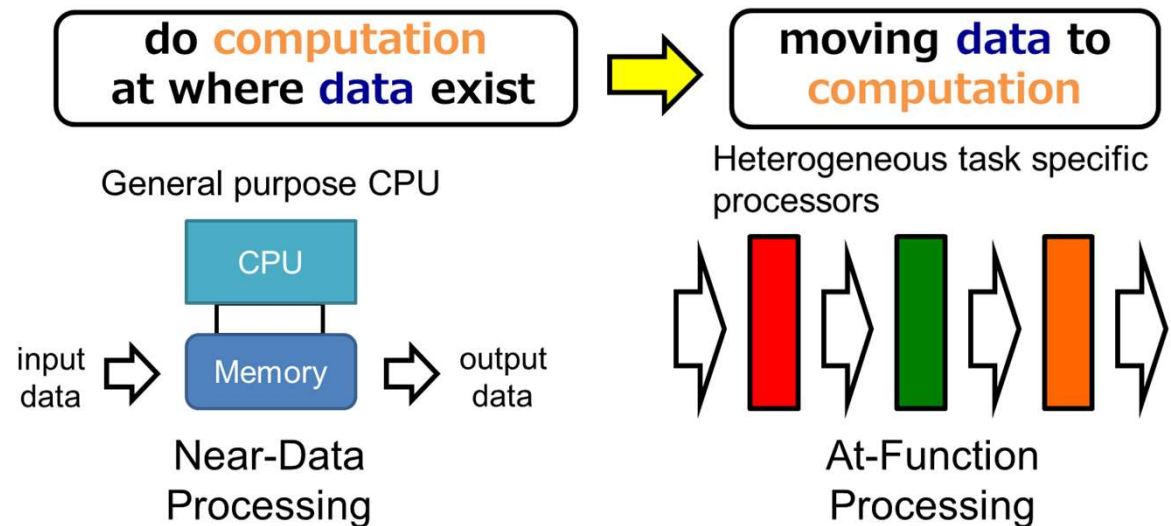 do computation
at where data exist
moving data to
computation
General purpose CPU
CPU
Memory
input
data
output
data
Near-Data
Processing
Heterogeneous task specific
processors
At-Function
Processing